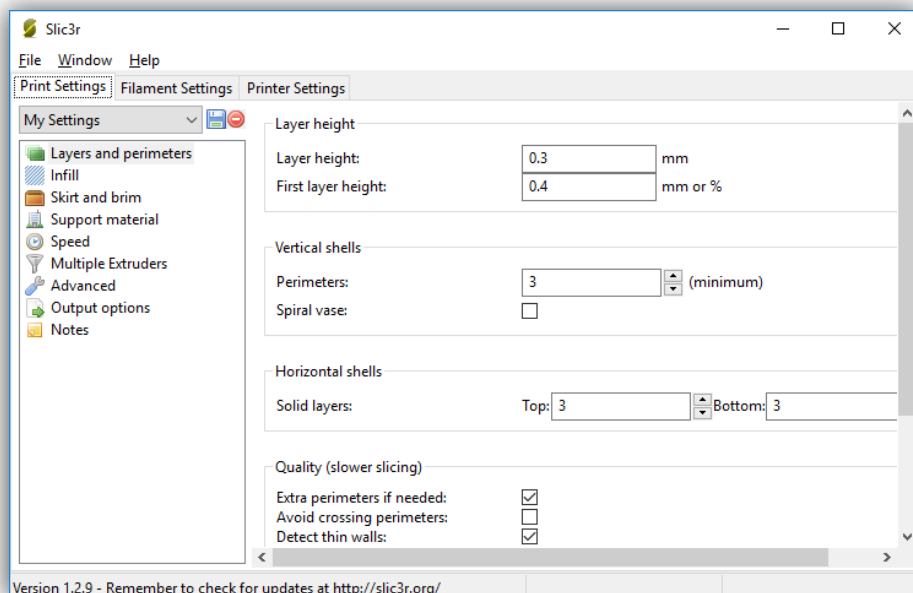 Slic3r
File Window Help
Print Settings Filament Settings Printer Settings
My Settings
Layers and perimeters
Infill
Skirt and brim
Support material
Speed
Multiple Extruders
Advanced
Output options
Notes
Layer height
Layer height: 0.3 mm
First layer height: 0.4 mm or %
Vertical shells
Perimeters: 3 (minimum)
Spiral vase:
Horizontal shells
Solid layers: Top: 3 Bottom: 3
Quality (slower slicing)
Extra perimeters if needed:
Avoid crossing perimeters:
Detect thin walls:
Version 1.2.9 - Remember to check for updates at http://slic3r.org/